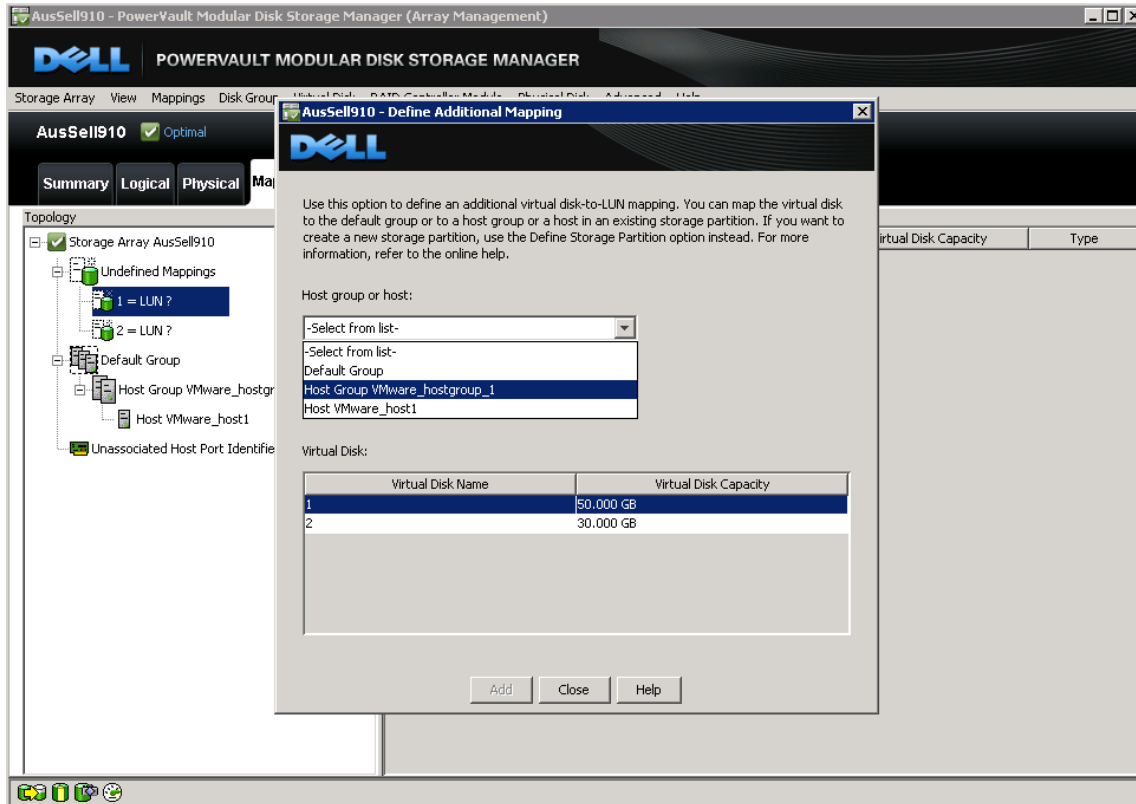 AusSell910 - PowerVault Modular Disk Storage Manager (Array Management)
DELL POWERVAULT MODULAR DISK STORAGE MANAGER
Storage Array View Mappings Disk Group
AusSell910 Optimal
Summary Logical Physical
Topology
Storage Array AusSell910
Undefined Mappings
1 = LUN ?
2 = LUN ?
Default Group
Host Group VMware_hostgr
Host VMware_host1
Unassociated Host Port Identifie
AusSell910 - Define Additional Mapping
DELL
Use this option to define an additional virtual disk-to-LUN mapping. You can map the virtual disk
to the default group or to a host group or a host in an existing storage partition. If you want to
create a new storage partition, use the Define Storage Partition option instead. For more
information, refer to the online help.
Host group or host:
-Select from list-
-Select from list-
Default Group
Host Group VMware_hostgroup_1
Host VMware_host1
Virtual Disk:
Virtual Disk Name Virtual Disk Capacity
1 50.000 GB
2 30.000 GB
Add Close Help
irtual Disk Capacity Type